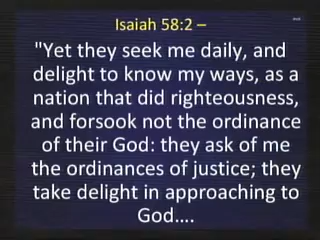 Isaiah 58:2 –
"Yet they seek me daily, and
delight to know my ways, as a
nation that did righteousness,
and forsook not the ordinance
of their God: they ask of me
the ordinances of justice; they
take delight in approaching to
God….